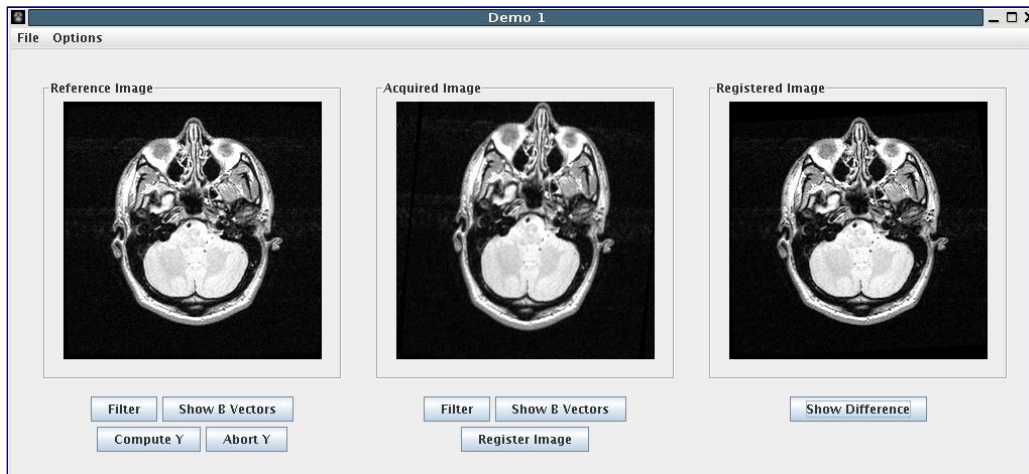 Demo 1
File Options
Reference Image Acquired Image Registered Image
Filter Show B Vectors Filter Show B Vectors Show Difference
Compute Y Abort Y Register Image